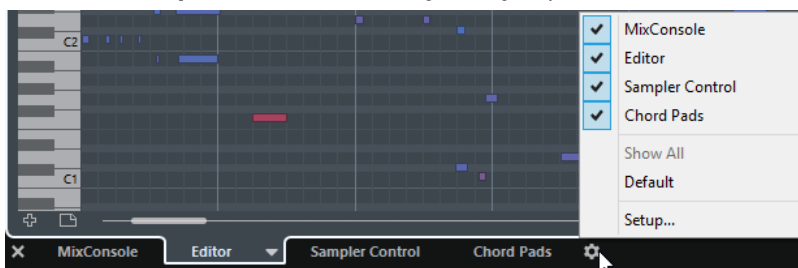 C2
MixConsole
Editor
Sampler Control
Chord Pads
Show All
C1
Default
Setup...
MixConsole Editor Sampler Control Chord Pads